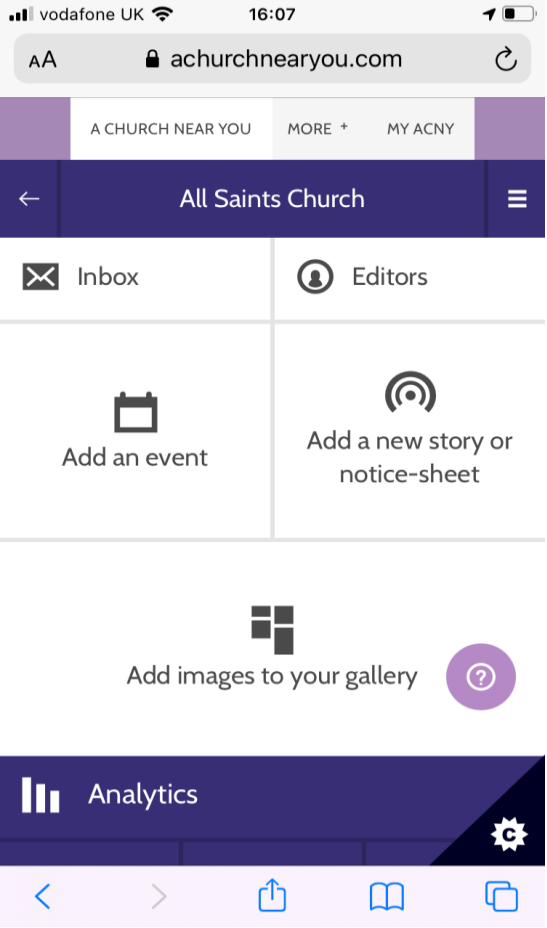 vodafone UK 16:07
AA achurchnearyou.com
A CHURCH NEAR YOU MORE + MY ACNY
All Saints Church
Inbox
Editors
Add an event
Add a new story or
notice-sheet
Add images to your gallery
?
Analytics
C